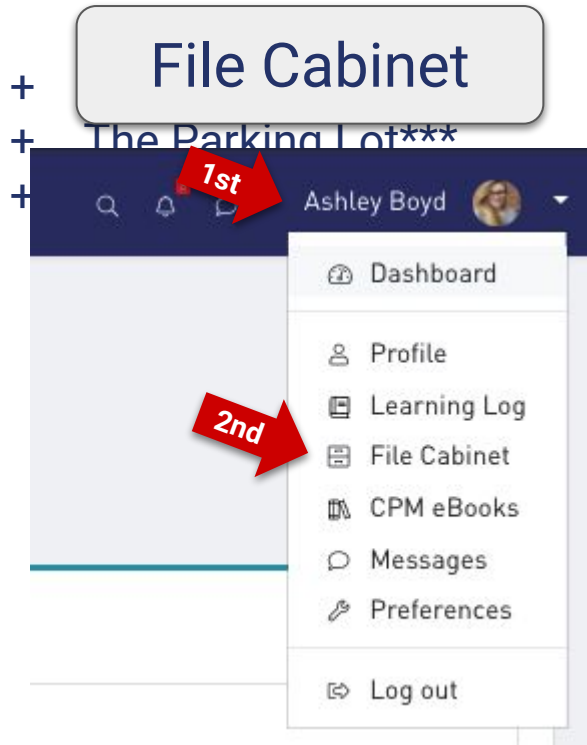 File Cabinet
+
+ The Parking Lot***
+
1st
Ashley Boyd
Dashboard
Profile
Learning Log
2nd
File Cabinet
CPM eBooks
Messages
Preferences
Log out